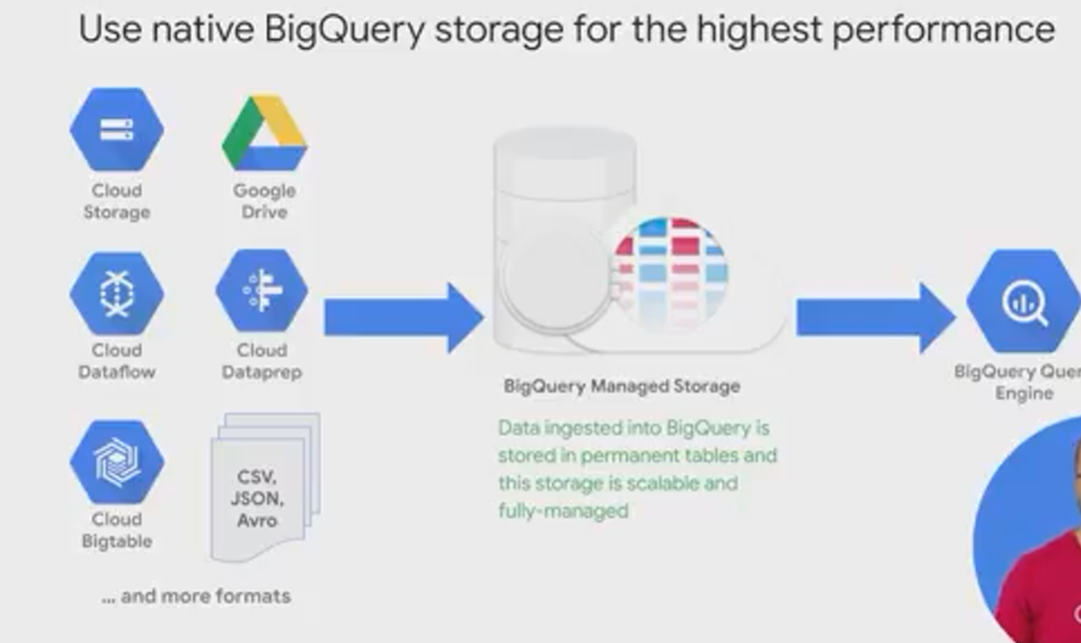 Use native BigQuery storage for the highest performance
Cloud
Storage
Google
Drive
Cloud
Dataflow
Cloud
Dataprep
Cloud
Bigtable
CSV,
JSON,
Avro
... and more formats
BigQuery Managed Storage
Data ingested into BigQuery is
stored in permanent tables and
this storage is scalable and
fully-managed
BigQuery Quer
Engine